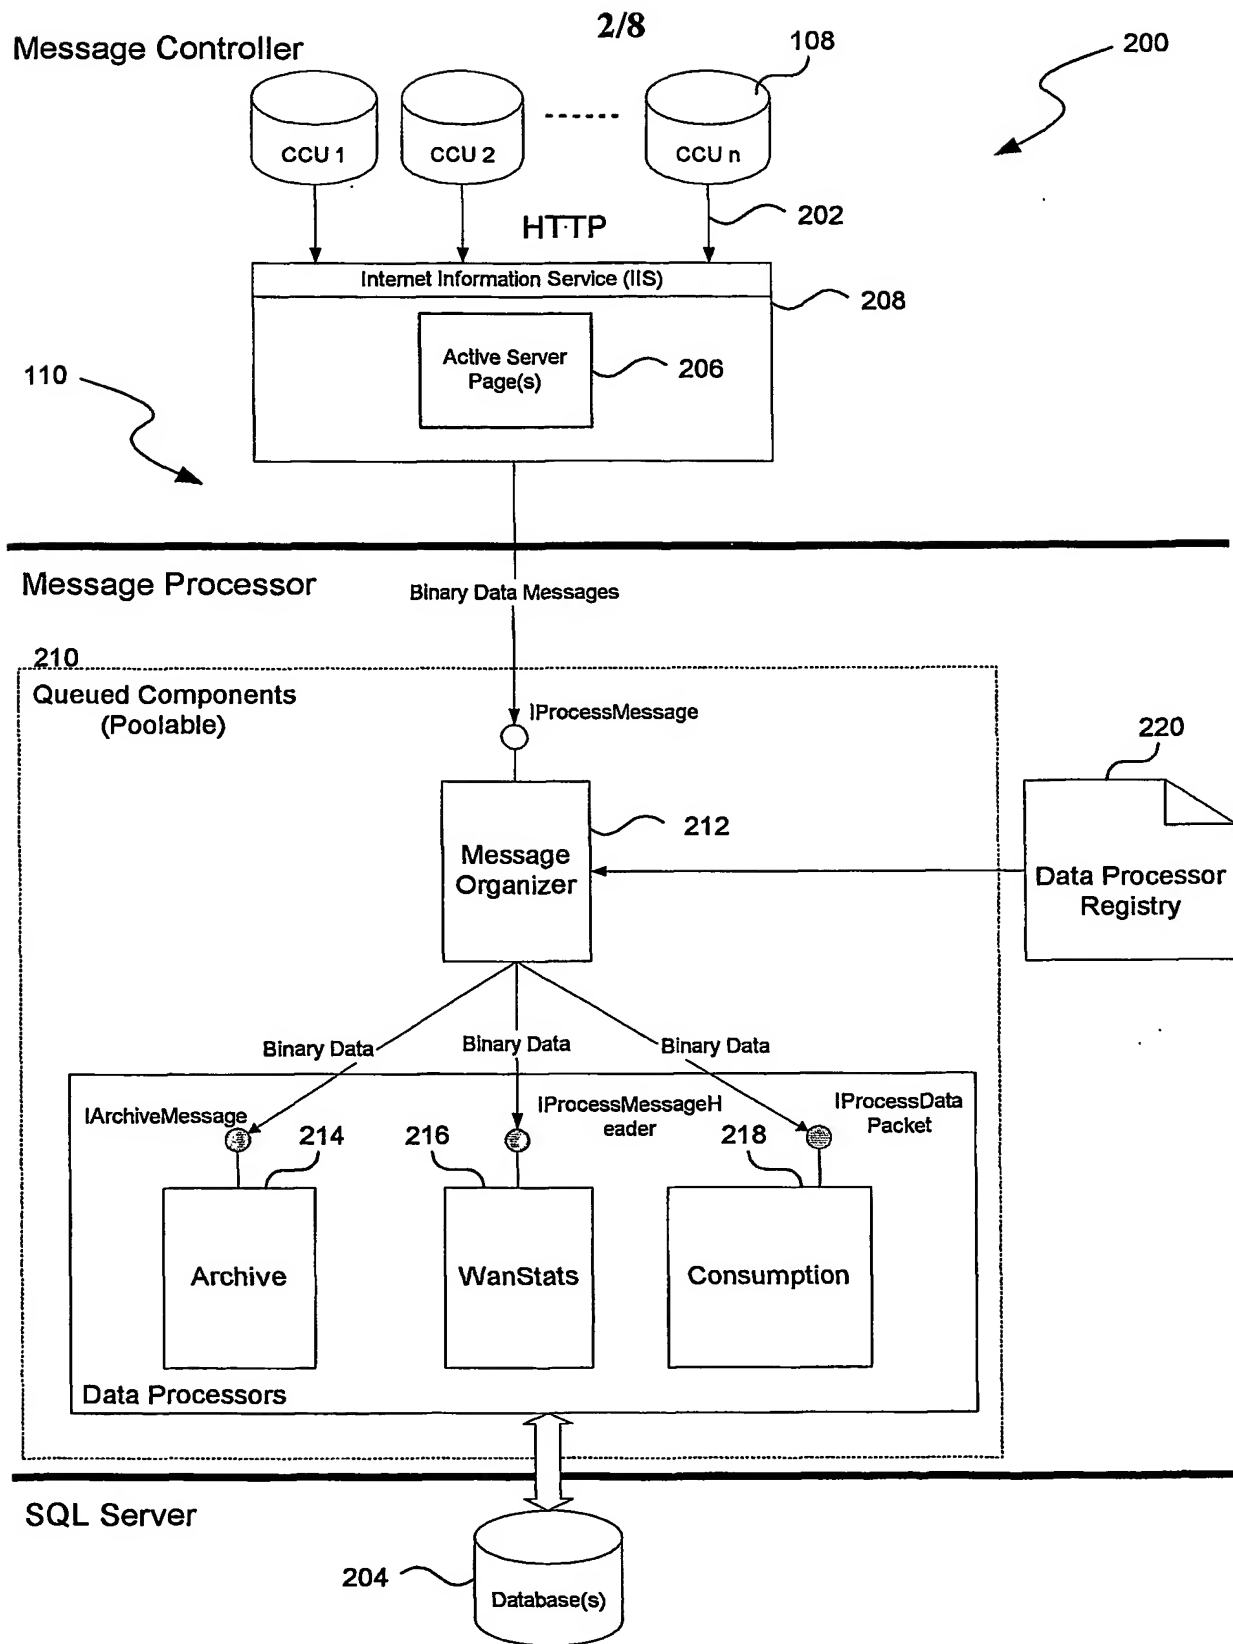 2/8
Message Controller
108
200
CCU 1
CCU 2
CCU n
HTTP
202
Internet Information Service (IIS)
208
Active Server
Page(s)
206
110
Message Processor
Binary Data Messages
210
Queued Components
(Poolable)
IProcessMessage
220
212
Message
Organizer
Data Processor
Registry
Binary Data
Binary Data
Binary Data
IArchiveMessage
IProcessMessageH
eader
IProcessData
Packet
214
216
218
Archive
WanStats
Consumption
Data Processors
SQL Server
204
Database(s)